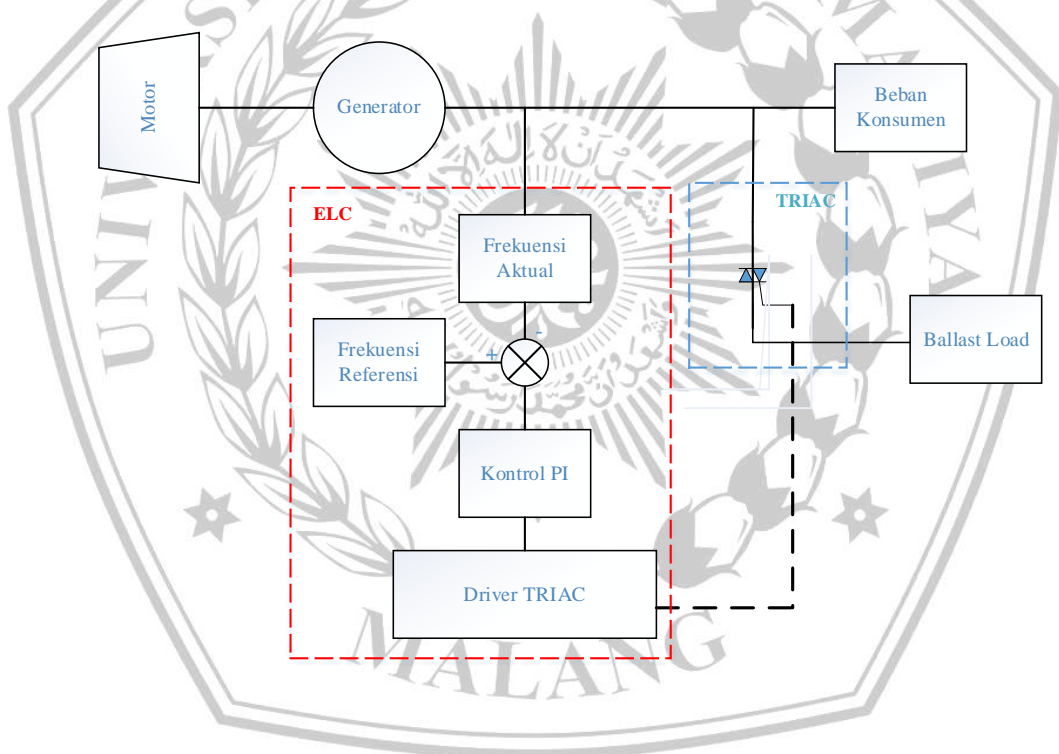 Motor
Generator
Beban
Konsumen
ELC
TRIAC
Frekuensi
Aktual
-
+
Frekuensi
Referensi
Ballast Load
Kontrol PI
Driver TRIAC
MALANG